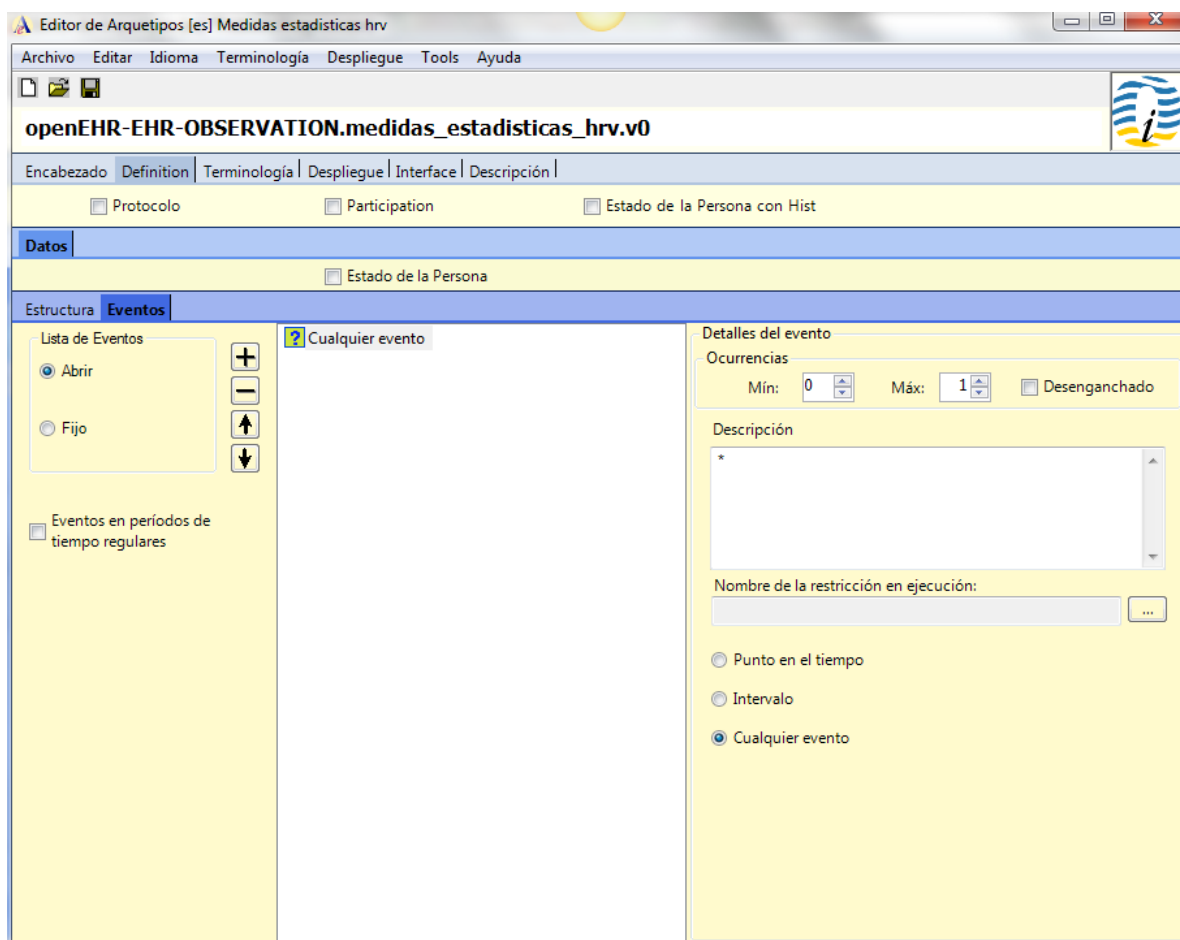 Editor de Arquetipos [es] Medidas estadisticas hrv
Archivo Editar Idioma Terminología Despliegue Tools Ayuda
openEHR-EHR-OBSERVATION.medidas_estadisticas_hrv.v0
Encabezado Definition Terminología Despliegue Interface Descripción
Protocolo Participation Estado de la Persona con Hist
Datos
Estado de la Persona
Estructura Eventos
Lista de Eventos
Abrir
Fijo
Eventos en períodos de
tiempo regulares
? Cualquier evento
Detalles del evento
Ocurrencias
Mín: 0 Máx: 1 Desenganchado
Descripción
*
Nombre de la restricción en ejecución:
...
Punto en el tiempo
Intervalo
Cualquier evento